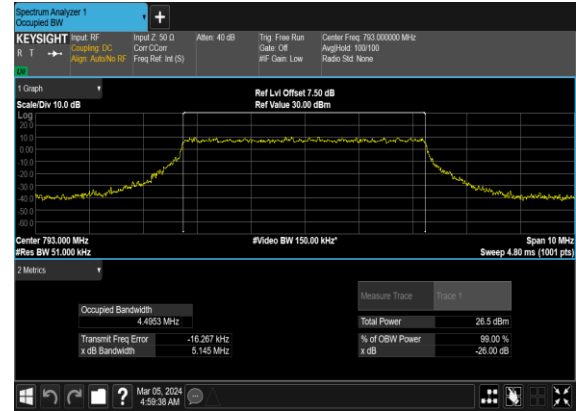 Spectrum Analyzer 1
Occupied BW
+
KEYSIGHT Input: RF Input Z: 50 Ω Atten: 40 dB Trig: Free Run Center Freq: 793.000000 MHz
R T Coupling: DC Corr CCorr Gate: Off Avg|Hold: 100/100
Align: Auto/No RF Freq Ref: Int (S) #IF Gain: Low Radio Std: None
LV
1 Graph
Ref Lvl Offset 7.50 dB
Scale/Div 10.0 dB Ref Value 30.00 dBm
Log
20.0
10.0
0.00
-10.0
-20.0
-30.0
-40.0
-50.0
-60.0
Center 793.000 MHz #Video BW 150.00 kHz* Span 10 MHz
#Res BW 51.000 kHz Sweep 4.80 ms (1001 pts)
2 Metrics
Measure Trace Trace 1
Occupied Bandwidth
4.4953 MHz Total Power 26.5 dBm
Transmit Freq Error -16.267 kHz % of OBW Power 99.00 %
x dB Bandwidth 5.145 MHz x dB -26.00 dB
? Mar 05, 2024
4:59:38 AM